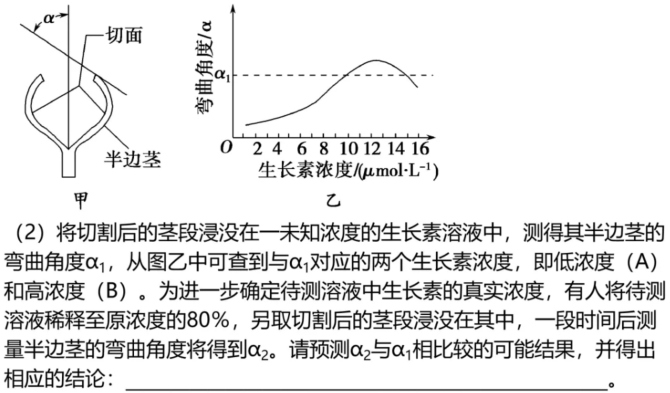 α
切面
半边茎
甲
弯曲角度/α
α₁
O 2 4 6 8 10 12 14 16
生长素浓度/(μmol·L⁻¹)
乙
(2) 将切割后的茎段浸没在一未知浓度的生长素溶液中，测得其半边茎的
弯曲角度α₁，从图乙中可查到与α₁对应的两个生长素浓度，即低浓度（A）
和高浓度（B）。为进一步确定待测溶液中生长素的真实浓度，有人将待测
溶液稀释至原浓度的80%，另取切割后的茎段浸没在其中，一段时间后测
量半边茎的弯曲角度将得到α₂。请预测α₂与α₁相比较的可能结果，并得出
相应的结论：______________________________。